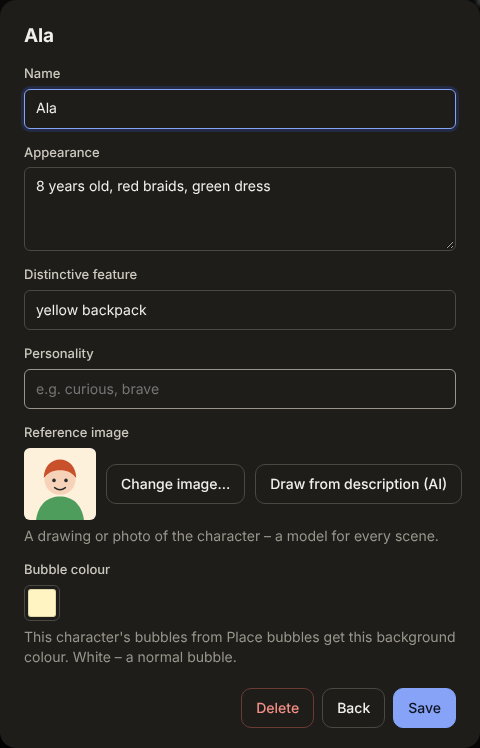 Ala
Name
Ala
Appearance
8 years old, red braids, green dress
Distinctive feature
yellow backpack
Personality
e.g. curious, brave
Reference image
Change image...
Draw from description (AI)
A drawing or photo of the character – a model for every scene.
Bubble colour
This character's bubbles from Place bubbles get this background
colour. White – a normal bubble.
Delete
Back
Save